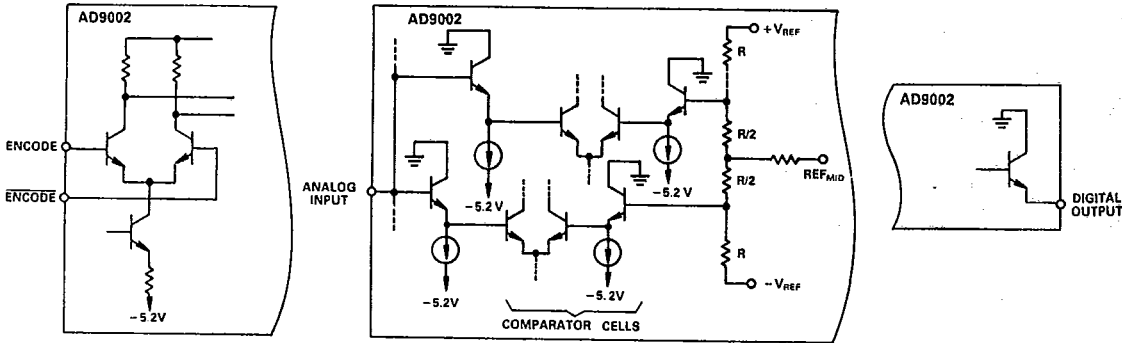 AD9002
ENCODE
ENCODE
-5.2V
AD9002
ANALOG
INPUT
-5.2V
-5.2V
-5.2V
-5.2V
COMPARATOR CELLS
+VREF
R
R/2
REFMID
R/2
R
-VREF
AD9002
DIGITAL
OUTPUT